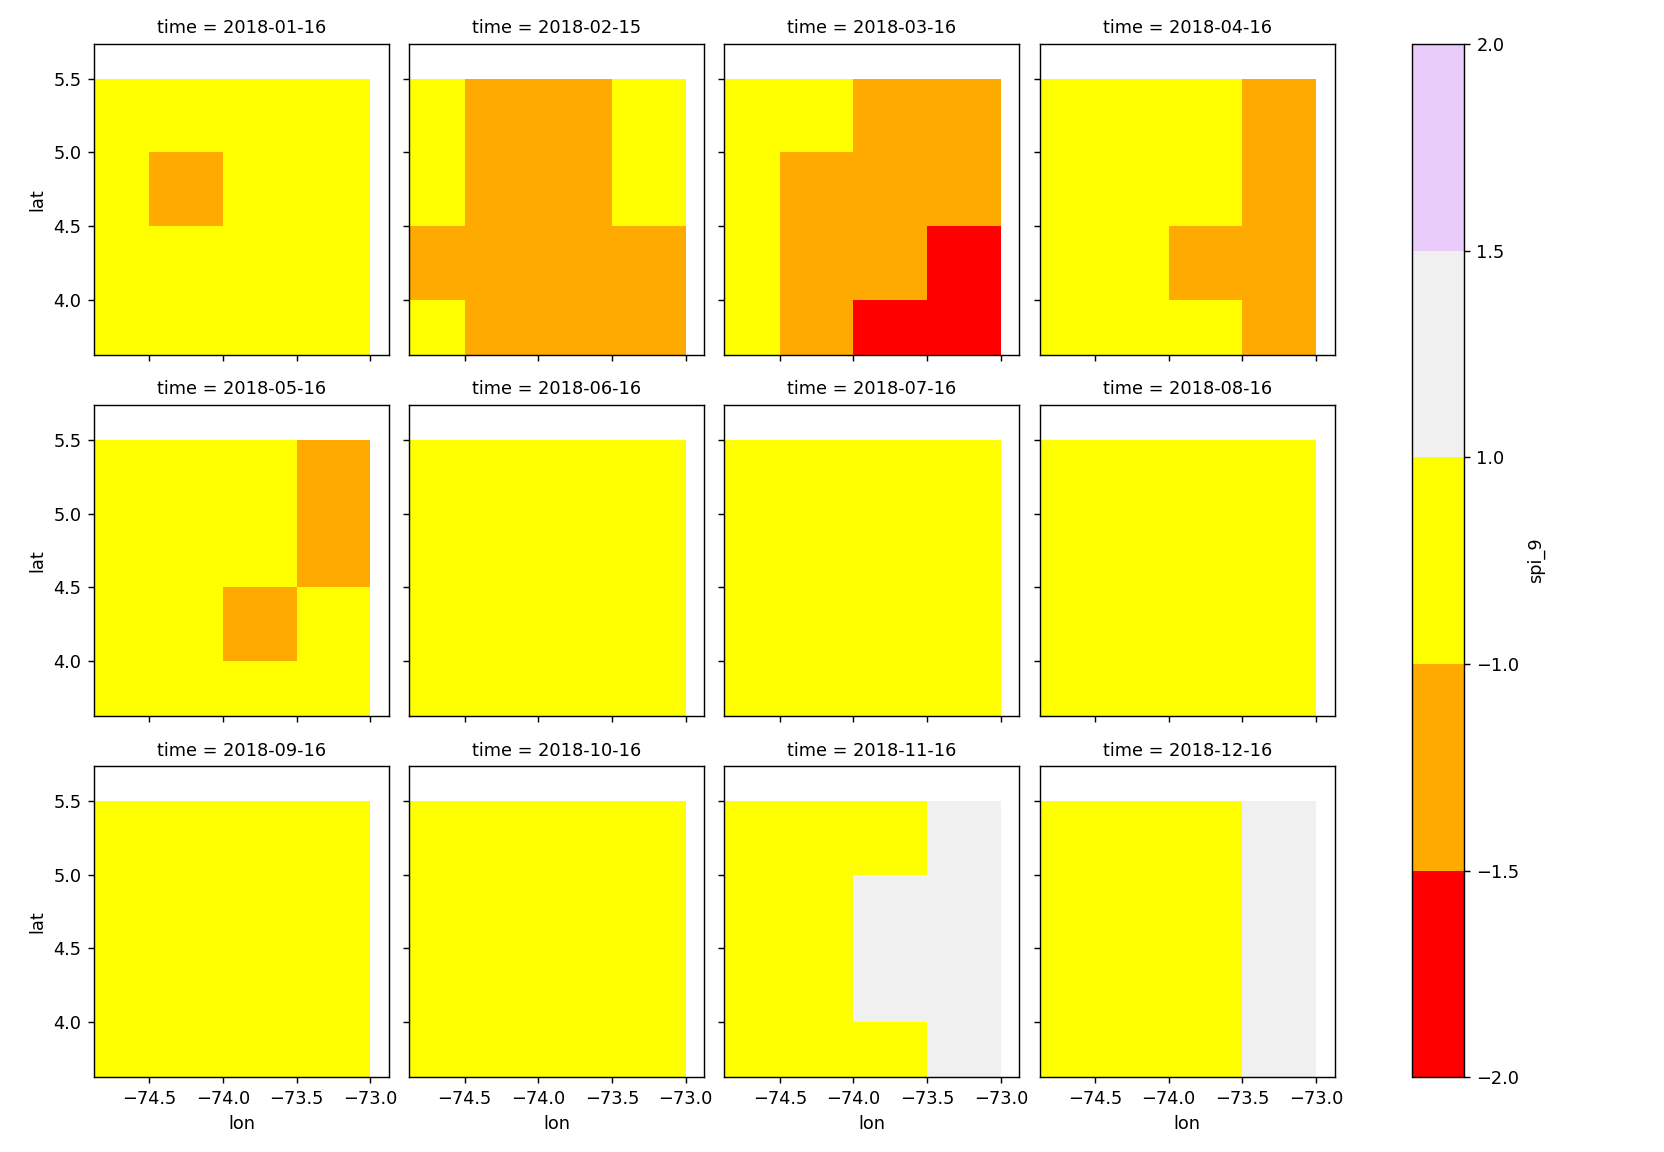 time = 2018-01-16
time = 2018-02-15
time = 2018-03-16
time = 2018-04-16
5.5
5.0
4.5
4.0
lat
time = 2018-05-16
time = 2018-06-16
time = 2018-07-16
time = 2018-08-16
5.5
5.0
4.5
4.0
lat
time = 2018-09-16
time = 2018-10-16
time = 2018-11-16
time = 2018-12-16
5.5
5.0
4.5
4.0
lat
−74.5 −74.0 −73.5 −73.0
lon
−74.5 −74.0 −73.5 −73.0
lon
−74.5 −74.0 −73.5 −73.0
lon
−74.5 −74.0 −73.5 −73.0
lon
2.0
1.5
1.0
−1.0
−1.5
−2.0
spi_9